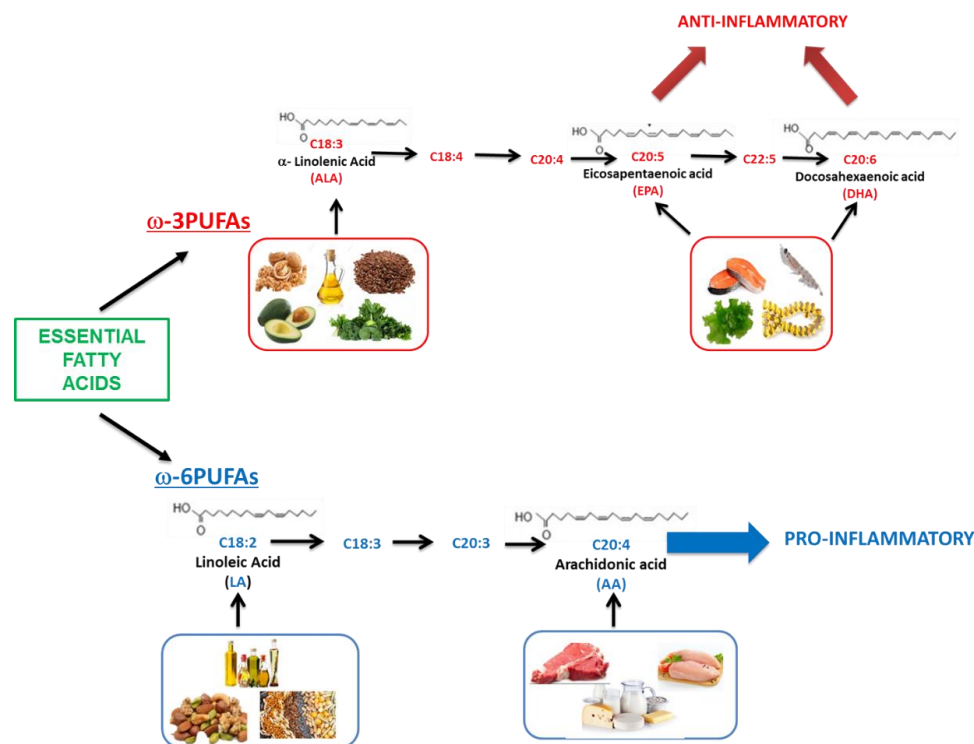 ANTI-INFLAMMATORY
HO
O
C18:3
α- Linolenic Acid
(ALA)
C18:4
C20:4
HO
O
*
C20:5
Eicosapentaenoic acid
(EPA)
C22:5
HO
O
C20:6
Docosahexaenoic acid
(DHA)
ω-3PUFAs
ESSENTIAL
FATTY
ACIDS
ω-6PUFAs
HO
O
C18:2
Linoleic Acid
(LA)
C18:3
C20:3
HO
O
C20:4
Arachidonic acid
(AA)
PRO-INFLAMMATORY